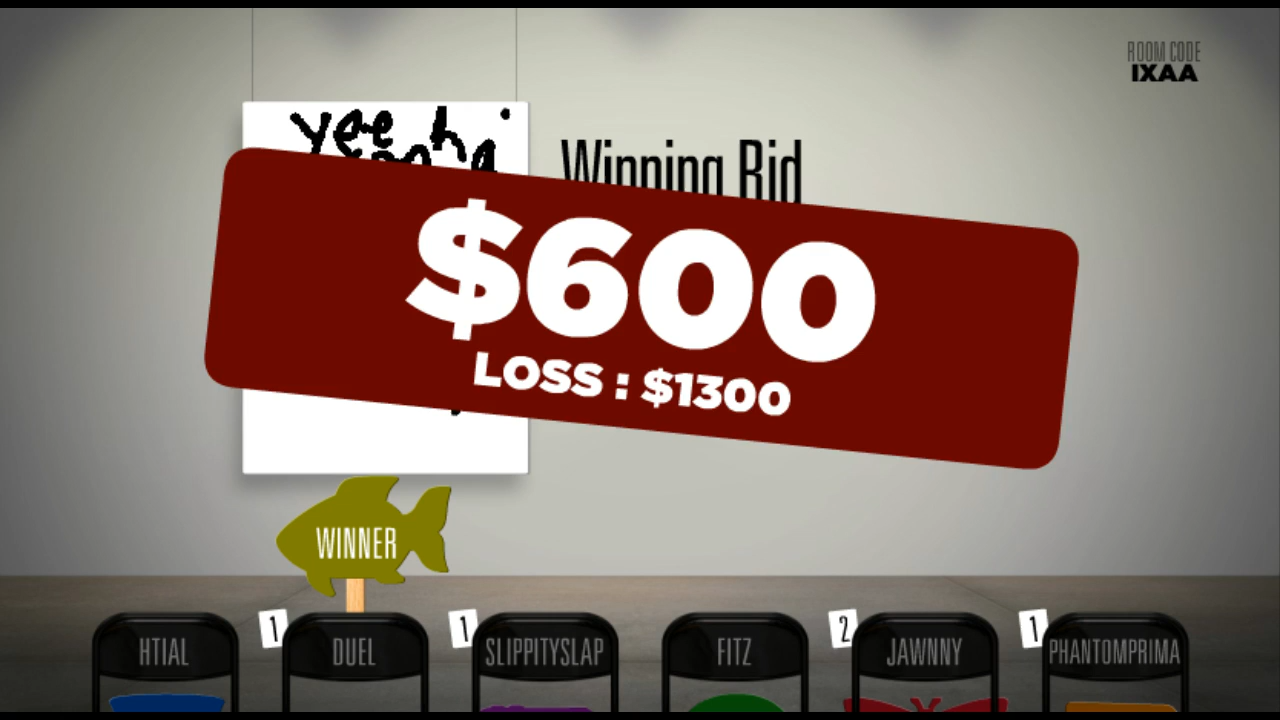 ROOM CODE
IXAA
yee h
Winning Bid
$600
LOSS : $1300
WINNER
1
1
2
1
HTIAL
DUEL
SLIPPITYSLAP
FITZ
JAWNNY
PHANTOMPRIMA